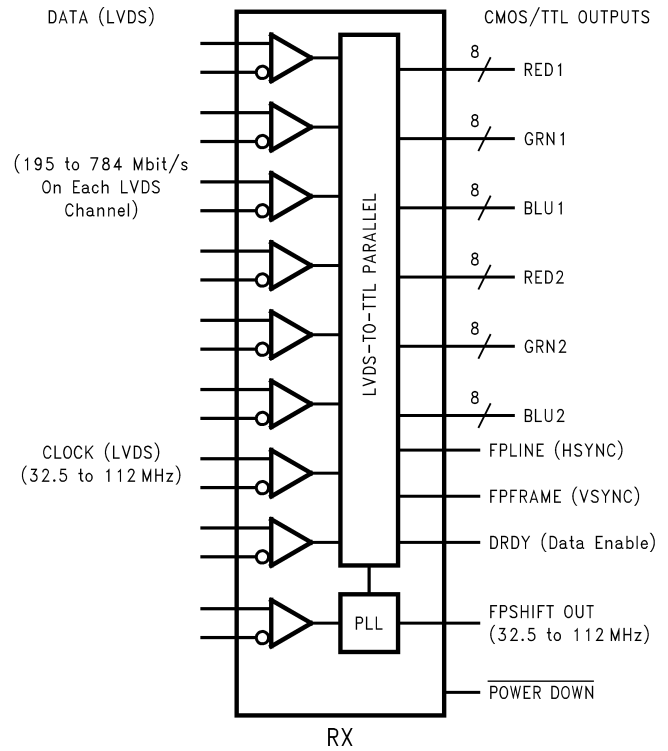 DATA (LVDS)
CMOS/TTL OUTPUTS
8
RED1
8
GRN1
(195 to 784 Mbit/s
On Each LVDS
Channel)
8
BLU1
LVDS-TO-TTL PARALLEL
8
RED2
8
GRN2
8
BLU2
CLOCK (LVDS)
(32.5 to 112 MHz)
FPLINE (HSYNC)
FPFRAME (VSYNC)
DRDY (Data Enable)
PLL
FPSHIFT OUT
(32.5 to 112 MHz)
POWER DOWN
RX